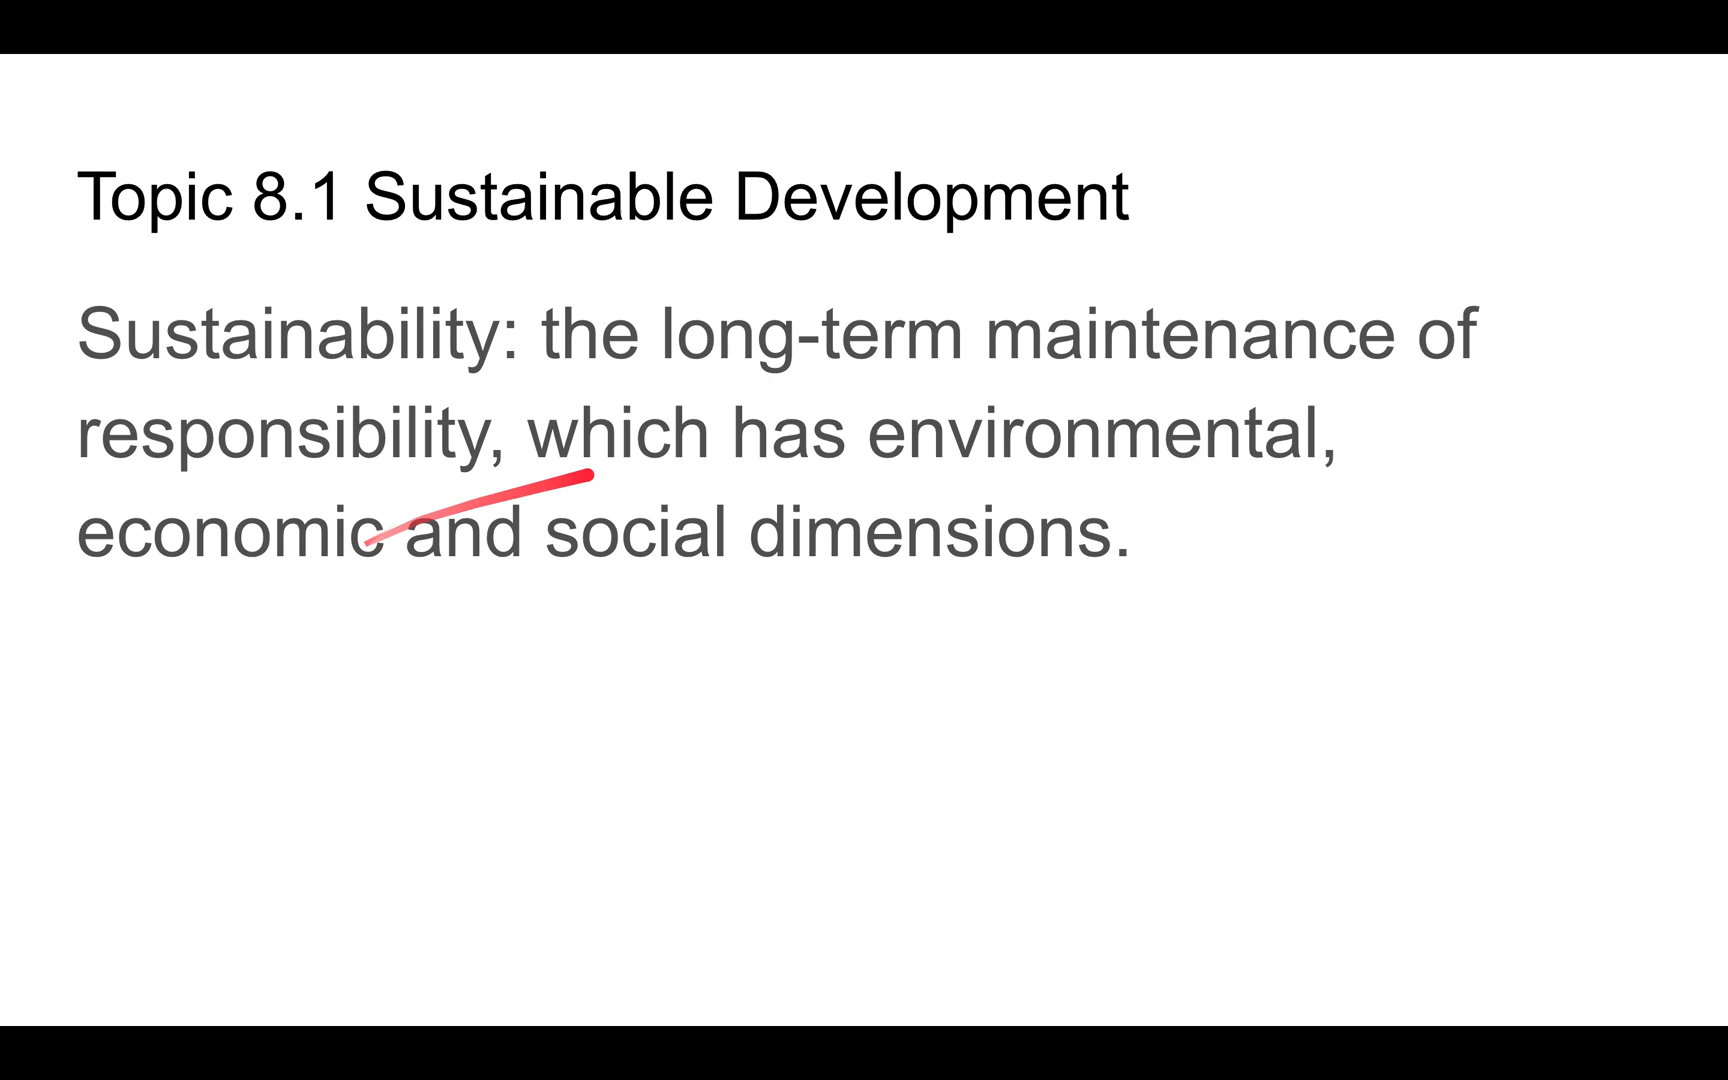 Topic 8.1 Sustainable Development
Sustainability: the long-term maintenance of
responsibility, which has environmental,
economic and social dimensions.